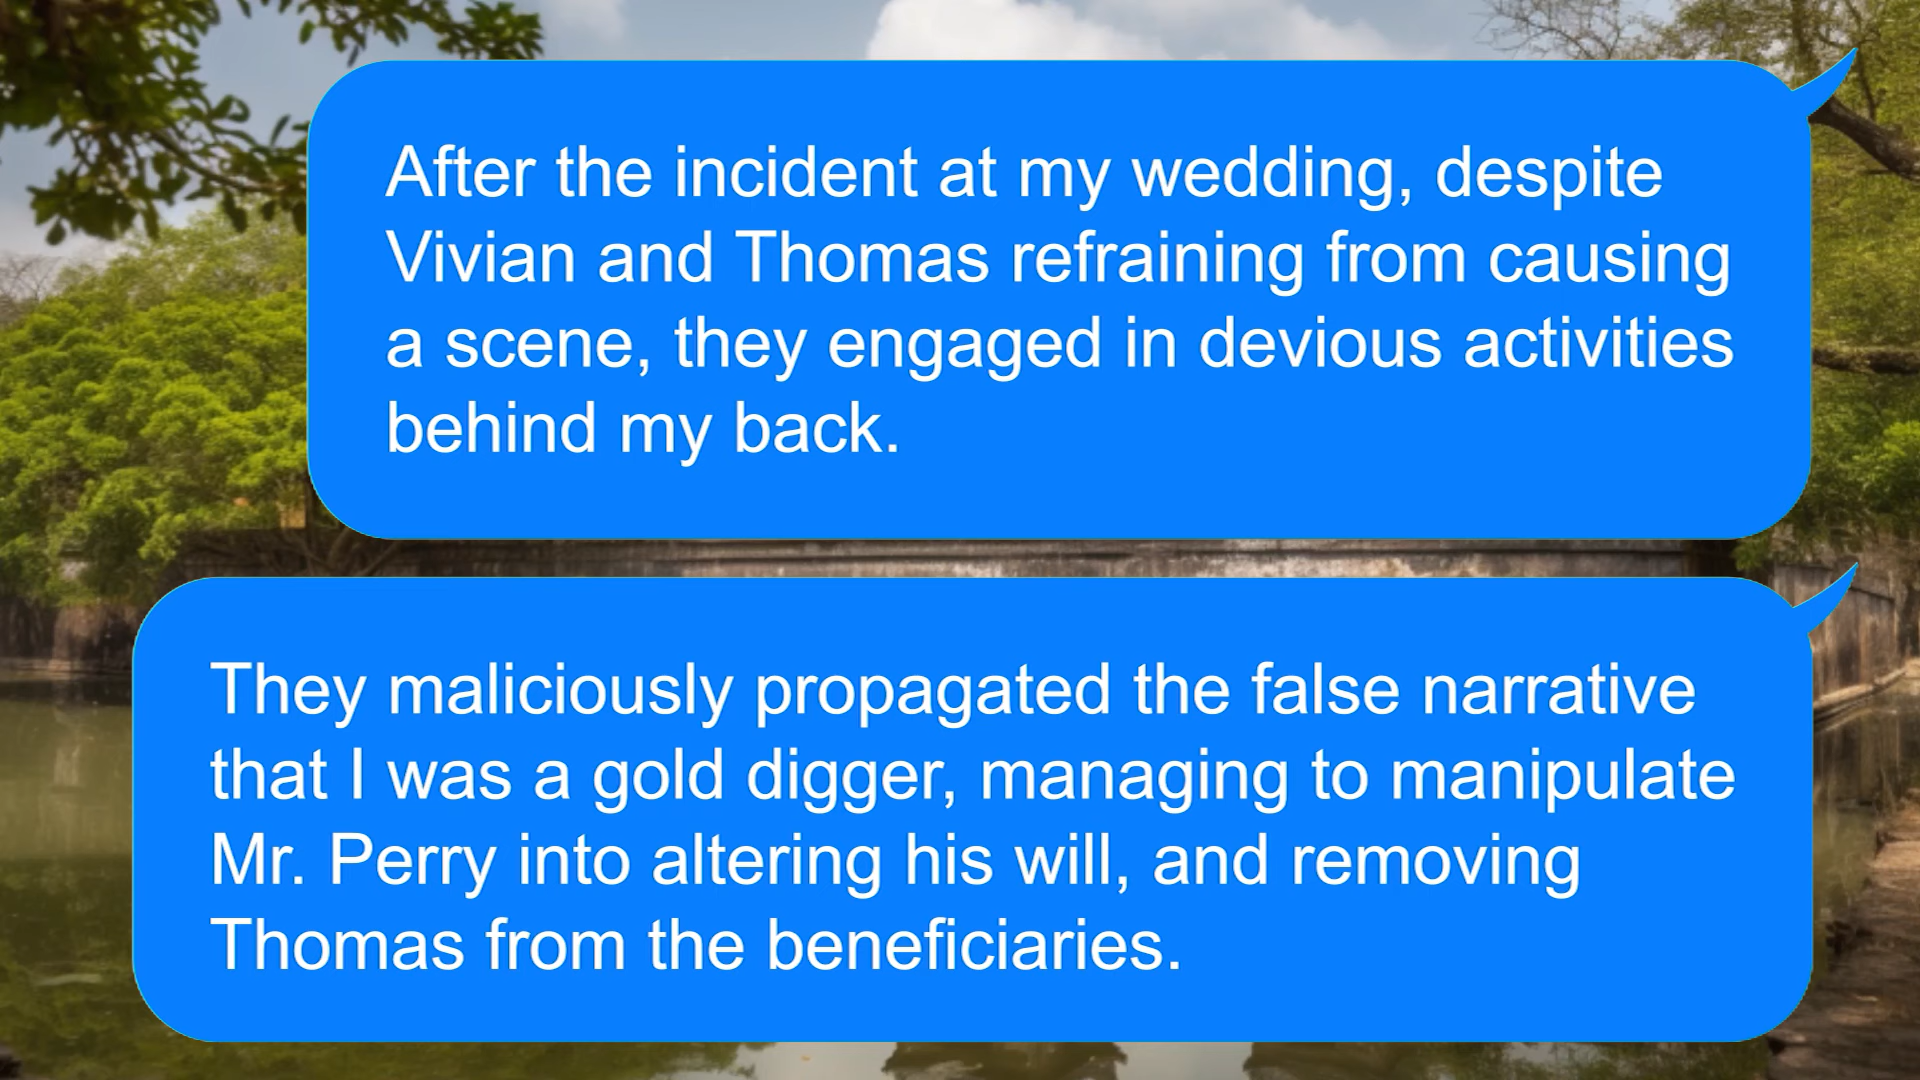 After the incident at my wedding, despite
Vivian and Thomas refraining from causing
a scene, they engaged in devious activities
behind my back.
They maliciously propagated the false narrative
that I was a gold digger, managing to manipulate
Mr. Perry into altering his will, and removing
Thomas from the beneficiaries.